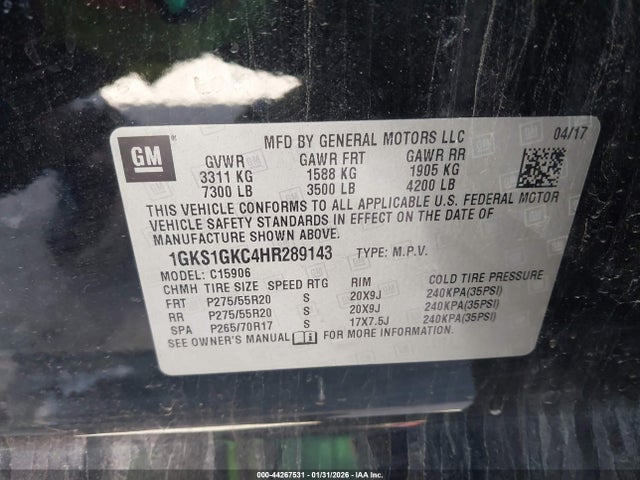 GM
MFD BY GENERAL MOTORS LLC 04/17
GVWR GAWR FRT GAWR RR
3311 KG 1588 KG 1905 KG
7300 LB 3500 LB 4200 LB
THIS VEHICLE CONFORMS TO ALL APPLICABLE U.S. FEDERAL MOTOR
VEHICLE SAFETY STANDARDS IN EFFECT ON THE DATE OF
MANUFACTURE SHOWN ABOVE.
1GKS1GKC4HR289143 TYPE: M.P.V.
MODEL: C15906
CHMH TIRE SIZE SPEED RTG RIM COLD TIRE PRESSURE
FRT P275/55R20 S 20X9J 240KPA(35PSI)
RR P275/55R20 S 20X9J 240KPA(35PSI)
SPA P265/70R17 S 17X7.5J 240KPA(35PSI)
SEE OWNER'S MANUAL FOR MORE INFORMATION.
000-44267531 - 01/31/2026 - IAA Inc.